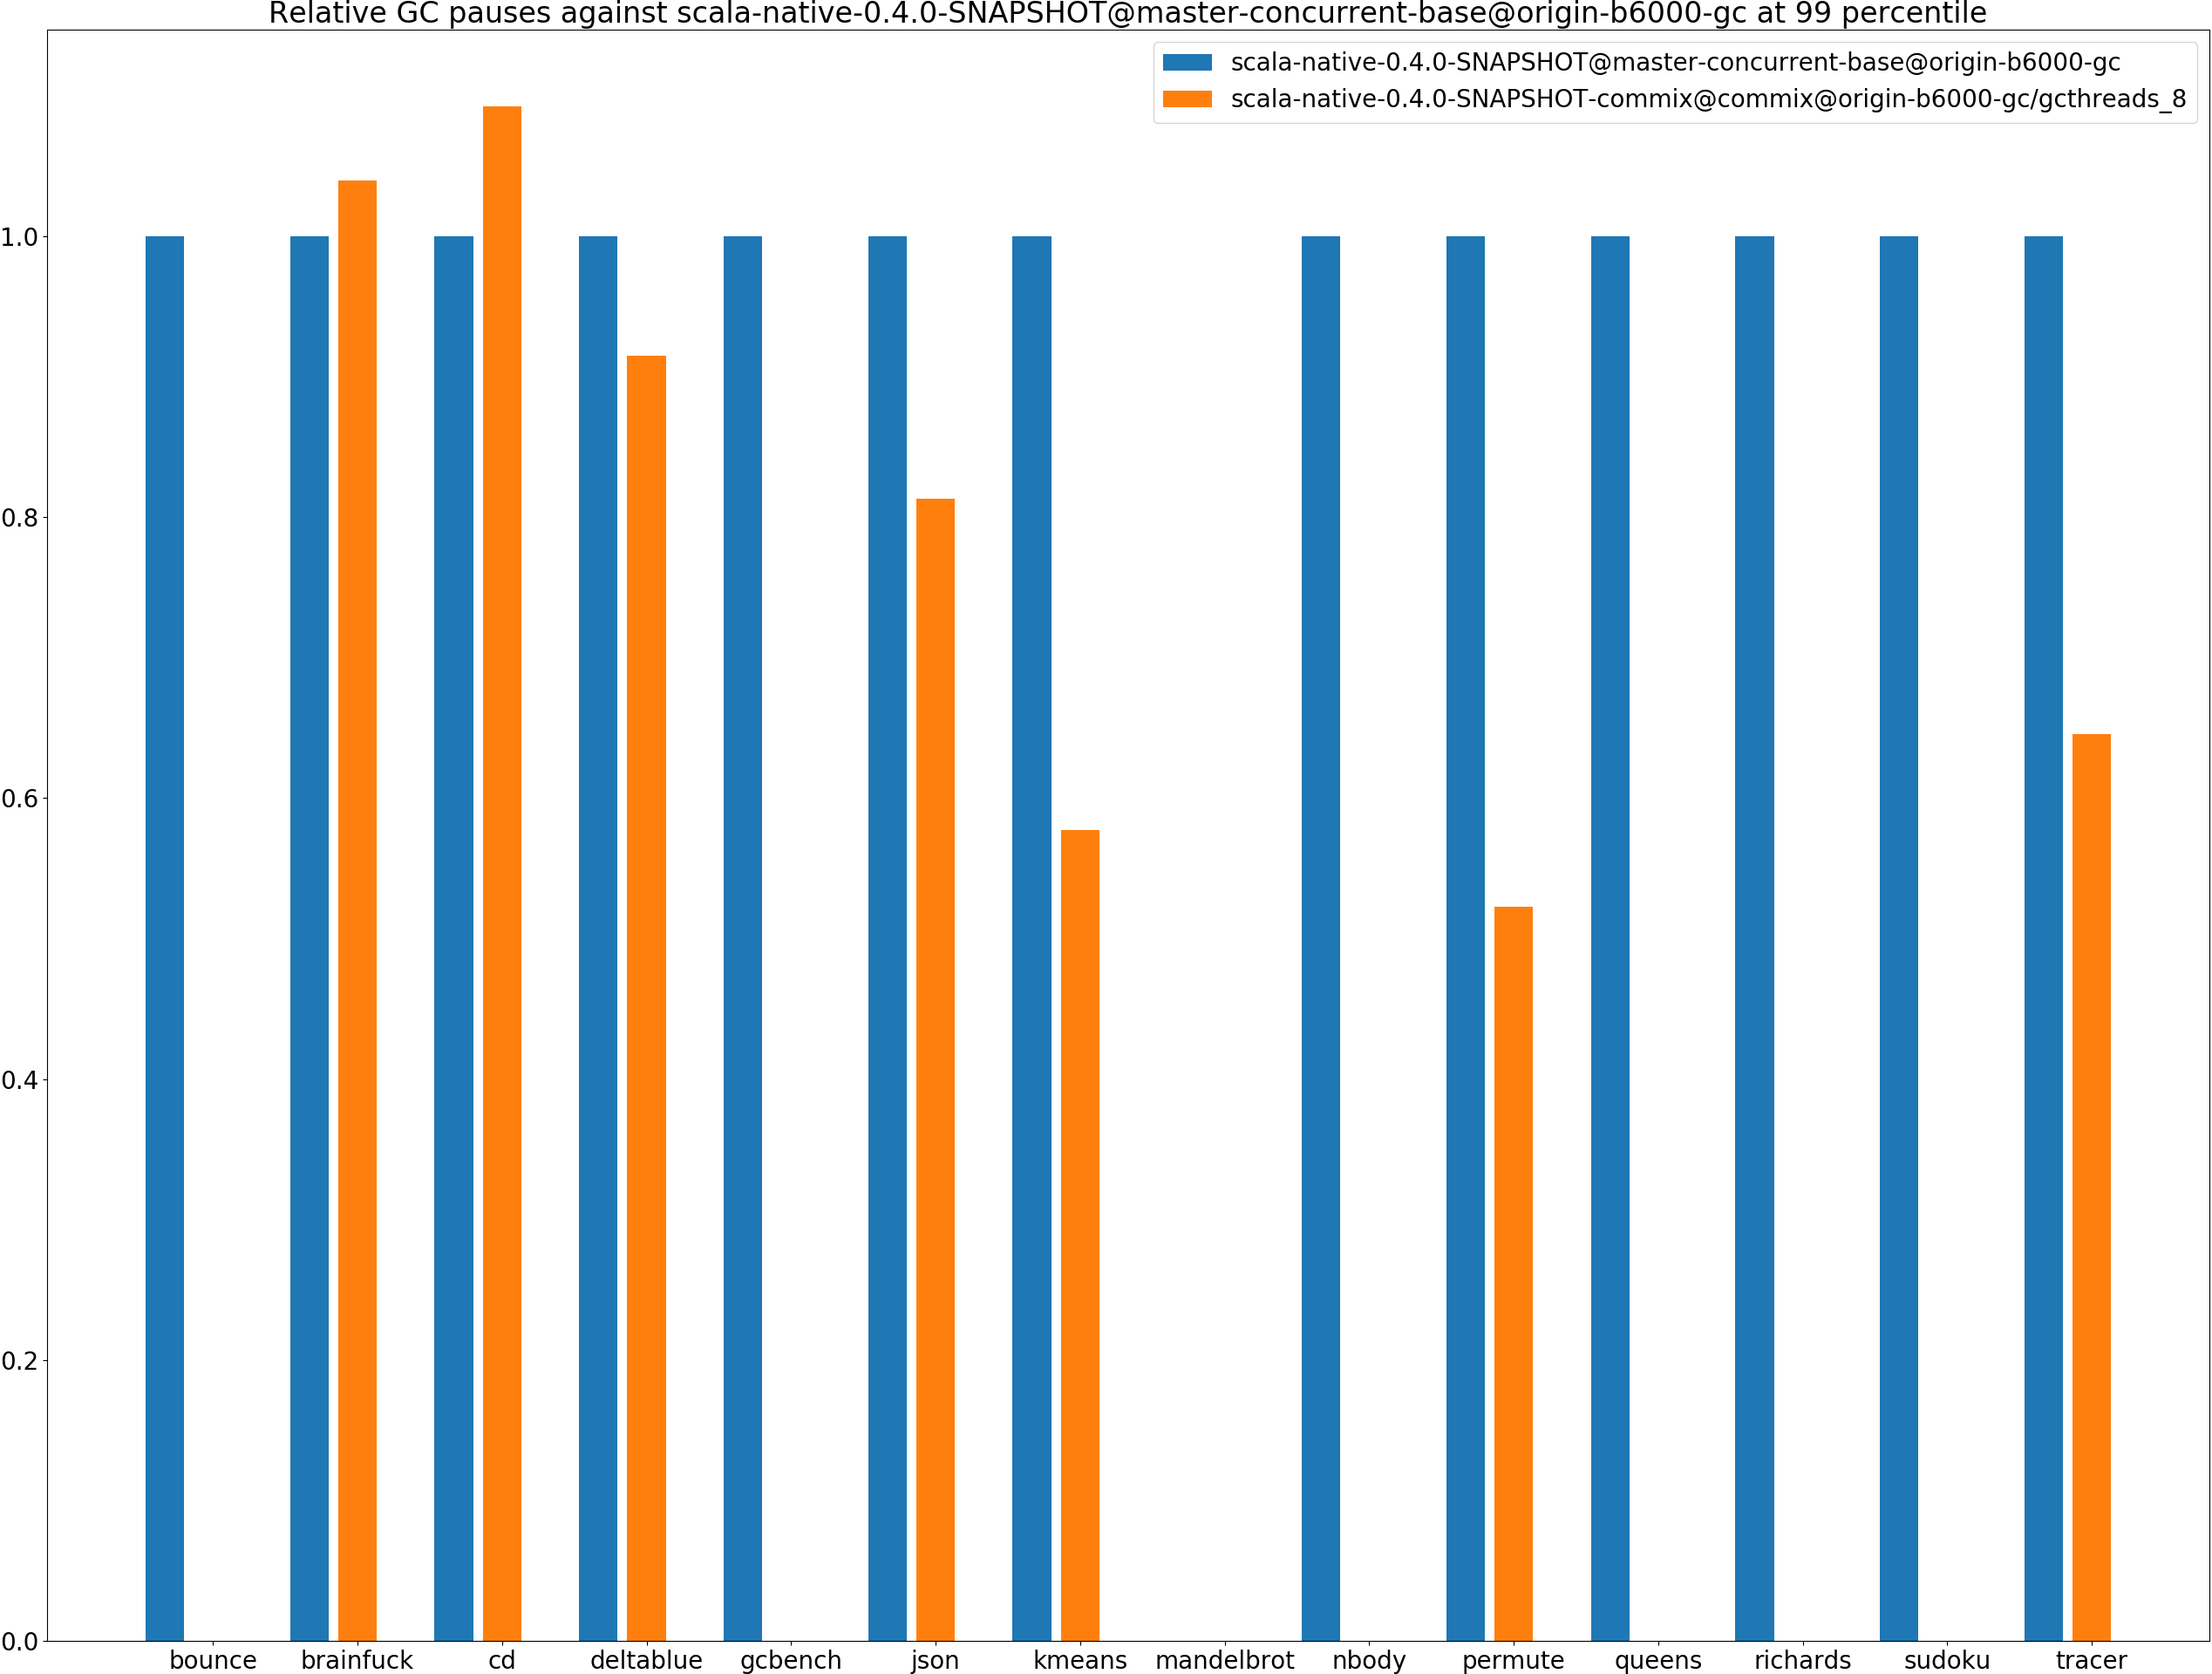 Relative GC pauses against scala-native-0.4.0-SNAPSHOT@master-concurrent-base@origin-b6000-gc at 99 percentile
scala-native-0.4.0-SNAPSHOT@master-concurrent-base@origin-b6000-gc
scala-native-0.4.0-SNAPSHOT-commix@commix@origin-b6000-gc/gcthreads_8
1.0
0.8
0.6
0.4
0.2
0.0
bounce brainfuck cd deltablue gcbench json kmeans mandelbrot nbody permute queens richards sudoku tracer